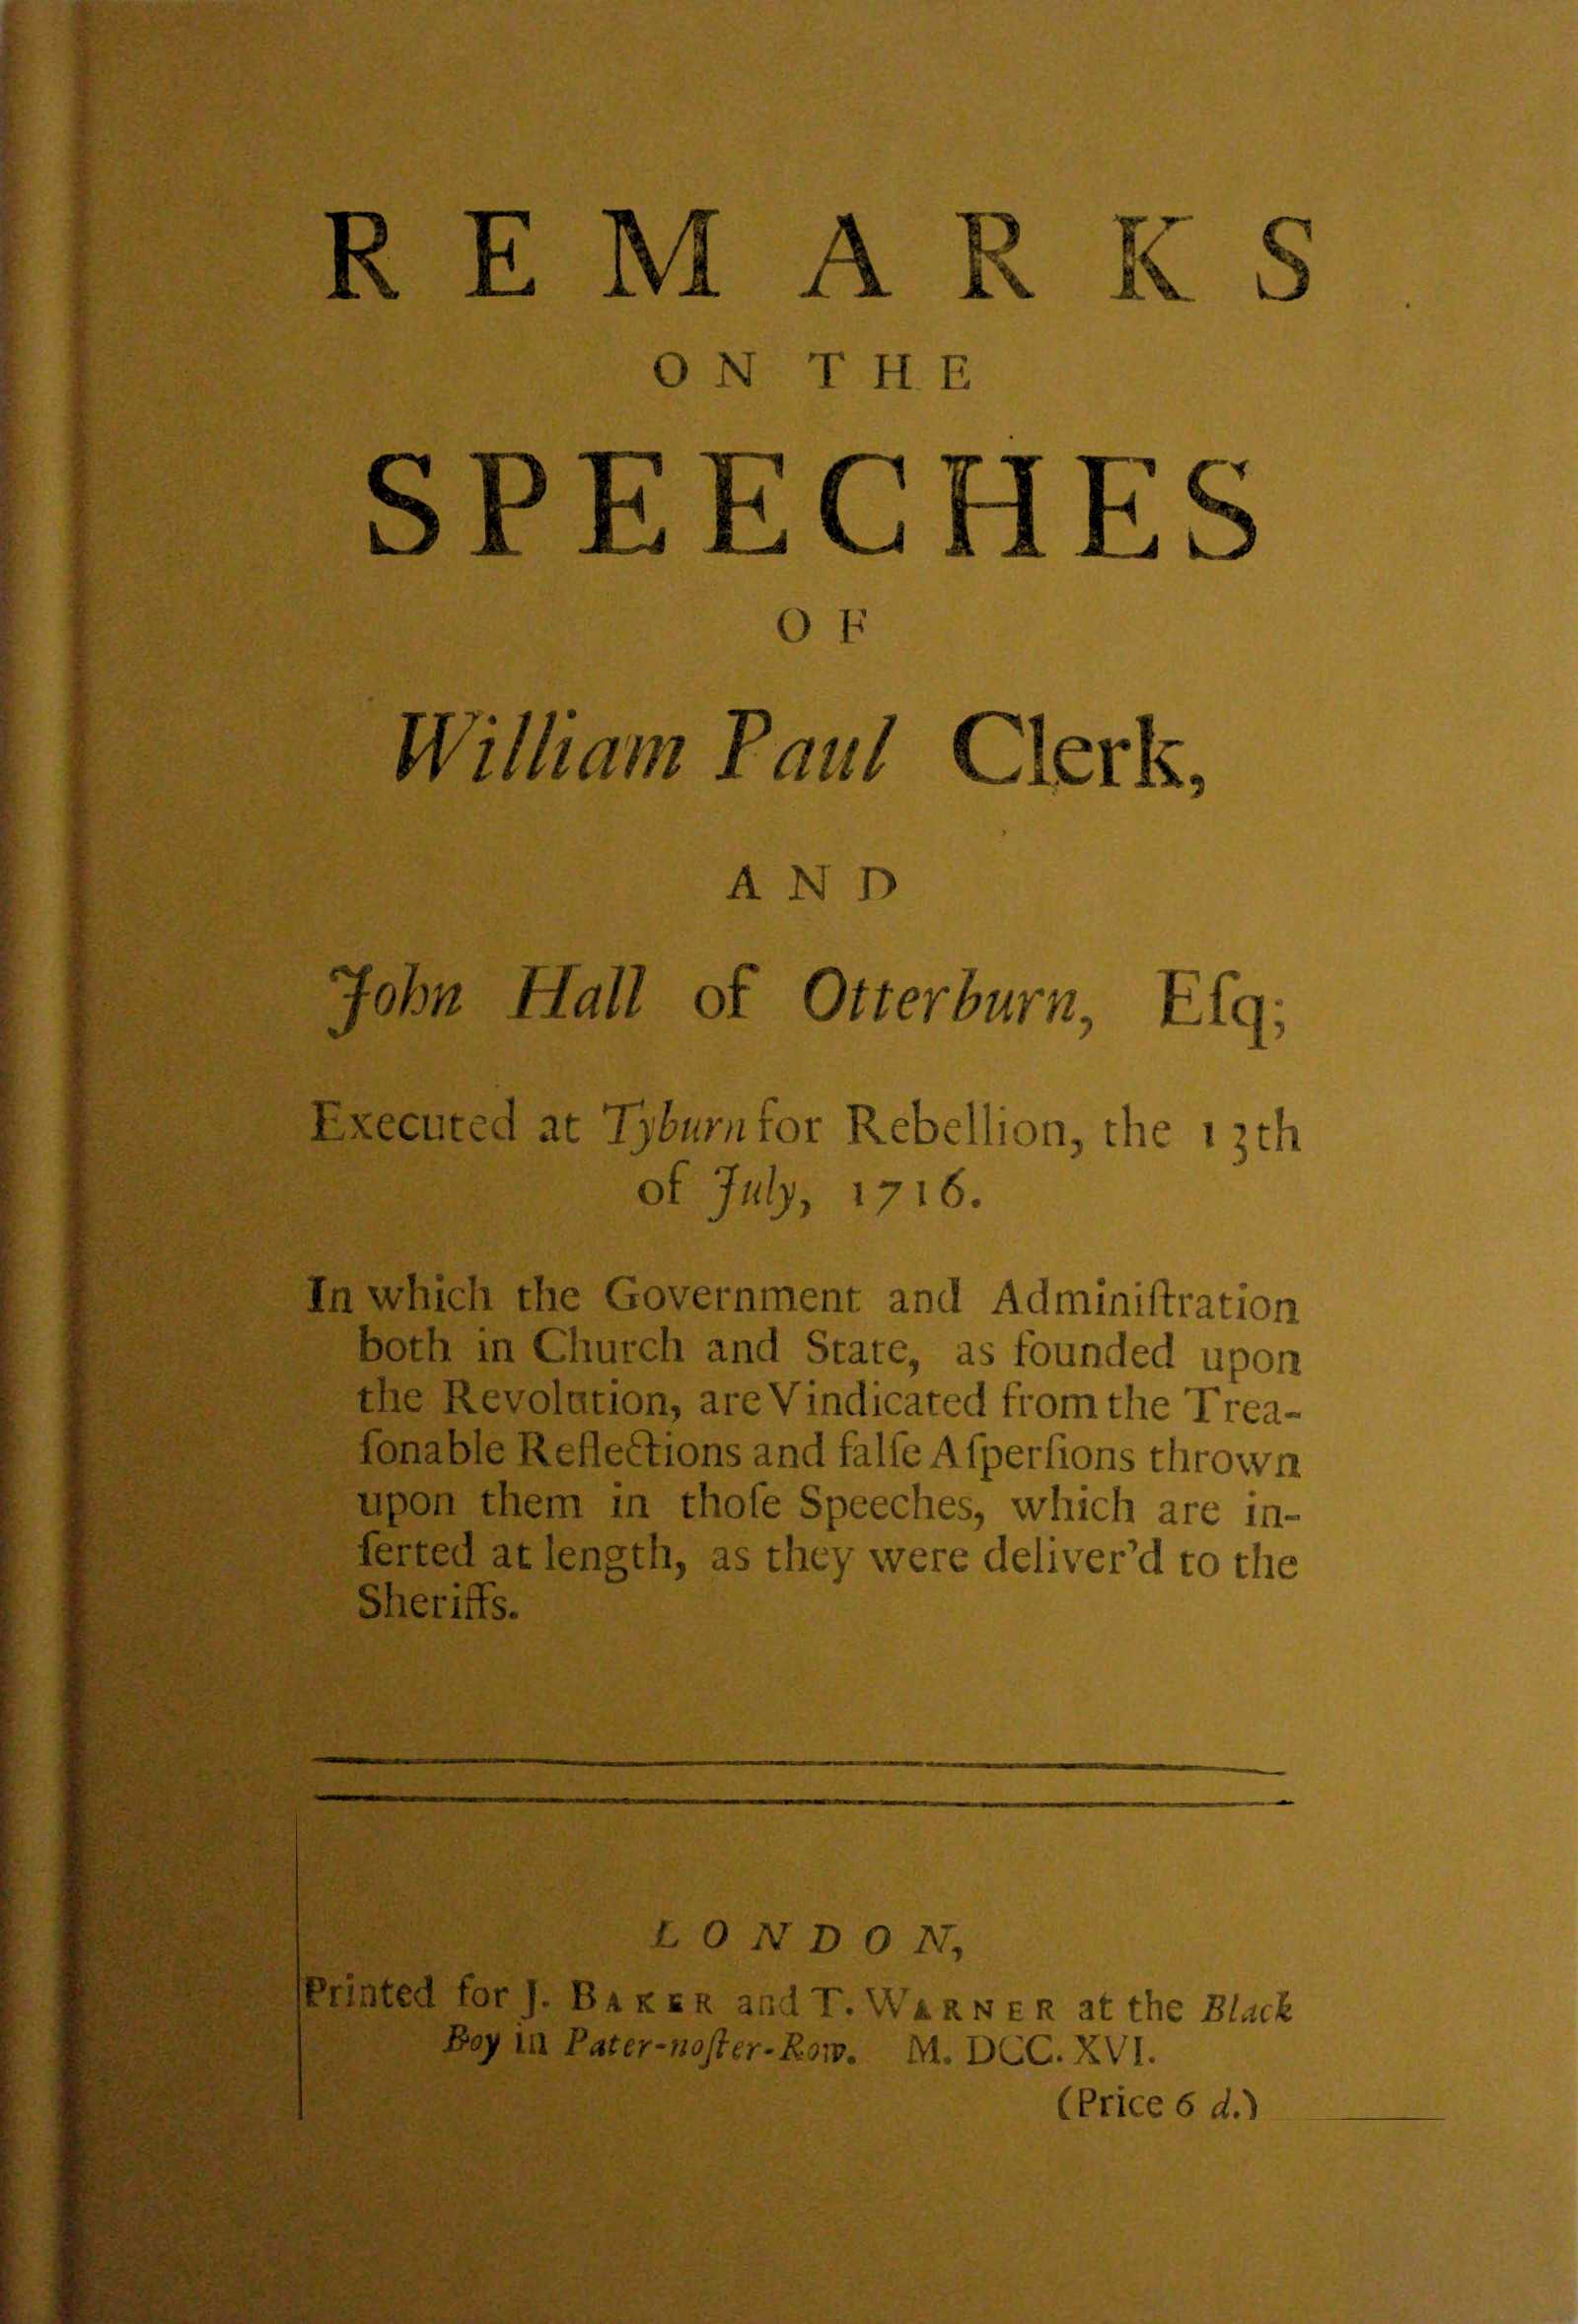 REMARKS
ON THE
SPEECHES
OF
William Paul Clerk,
AND
John Hall of Otterburn, Eſq;
Executed at Tyburn for Rebellion, the 13th
of July, 1716.
In which the Government and Adminiſtration
both in Church and State, as founded upon
the Revolution, are Vindicated from the Trea-
ſonable Reflections and falſe Aſperſions thrown
upon them in thoſe Speeches, which are in-
ſerted at length, as they were deliver'd to the
Sheriffs.
LONDON,
Printed for J. BAKER and T. WARNER at the Black
Boy in Pater-noſter-Row. M. DCC. XVI.
(Price 6 d.)